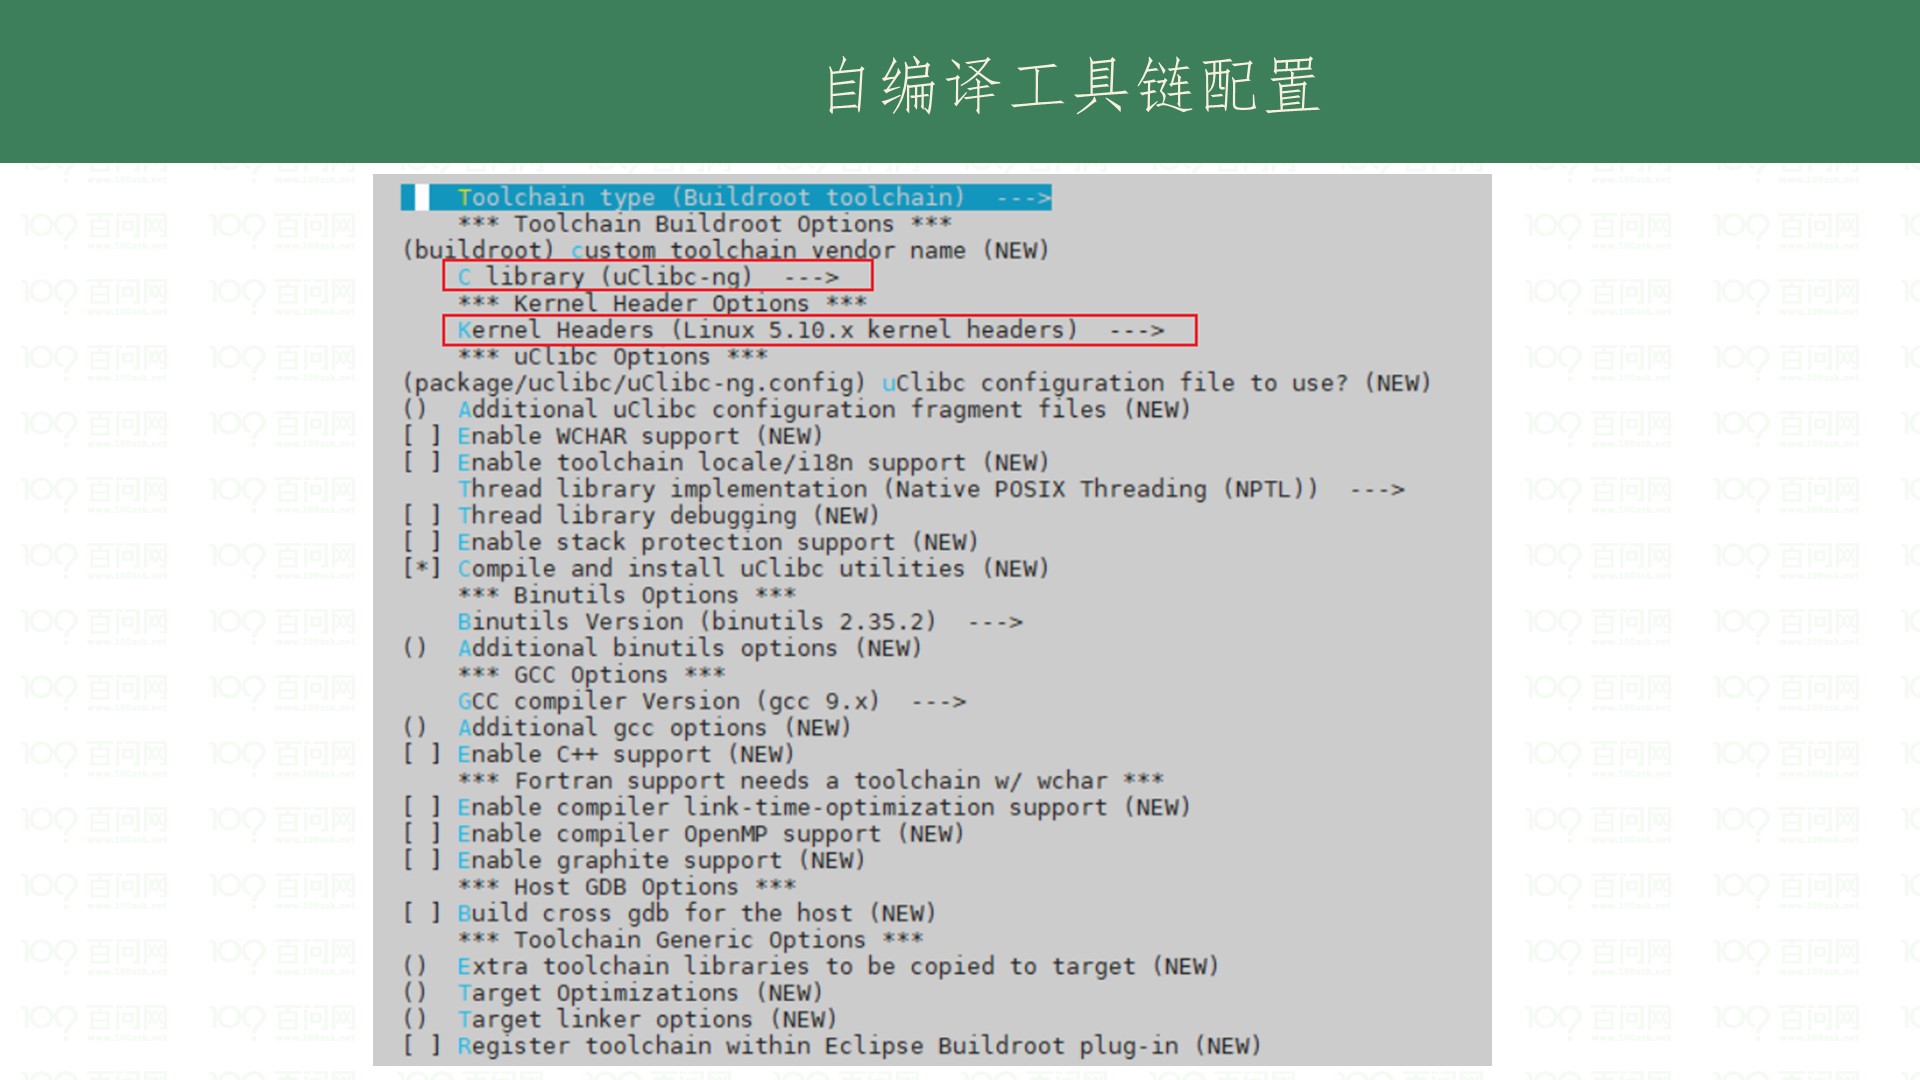 自编译工具链配置
Toolchain type (Buildroot toolchain)  --->
*** Toolchain Buildroot Options ***
(buildroot) custom toolchain vendor name (NEW)
C library (uClibc-ng)  --->
*** Kernel Header Options ***
Kernel Headers (Linux 5.10.x kernel headers)  --->
*** uClibc Options ***
(package/uclibc/uClibc-ng.config) uClibc configuration file to use? (NEW)
()  Additional uClibc configuration fragment files (NEW)
[ ] Enable WCHAR support (NEW)
[ ] Enable toolchain locale/i18n support (NEW)
Thread library implementation (Native POSIX Threading (NPTL))  --->
[ ] Thread library debugging (NEW)
[ ] Enable stack protection support (NEW)
[*] Compile and install uClibc utilities (NEW)
*** Binutils Options ***
Binutils Version (binutils 2.35.2)  --->
()  Additional binutils options (NEW)
*** GCC Options ***
GCC compiler Version (gcc 9.x)  --->
()  Additional gcc options (NEW)
[ ] Enable C++ support (NEW)
*** Fortran support needs a toolchain w/ wchar ***
[ ] Enable compiler link-time-optimization support (NEW)
[ ] Enable compiler OpenMP support (NEW)
[ ] Enable graphite support (NEW)
*** Host GDB Options ***
[ ] Build cross gdb for the host (NEW)
*** Toolchain Generic Options ***
()  Extra toolchain libraries to be copied to target (NEW)
()  Target Optimizations (NEW)
()  Target linker options (NEW)
[ ] Register toolchain within Eclipse Buildroot plug-in (NEW)